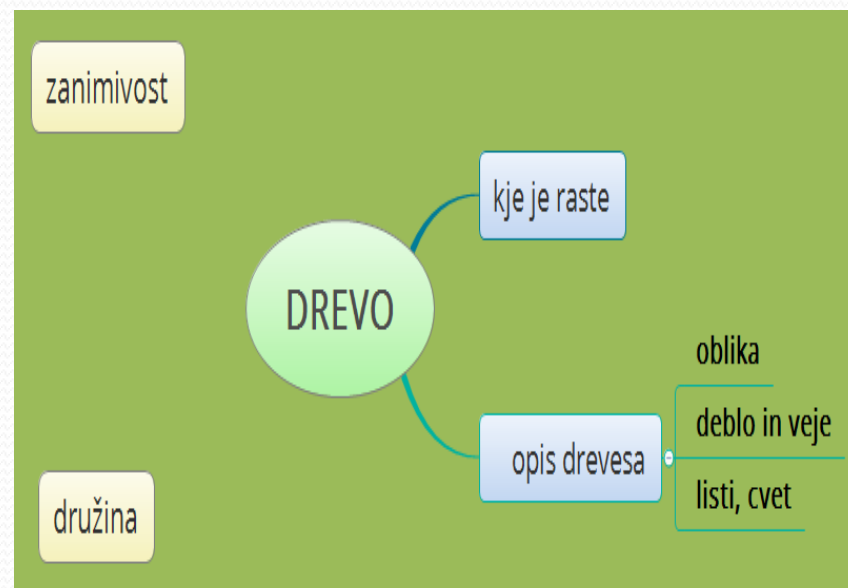 zanimivost
kje je raste
DREVO
oblika
deblo in veje
opis drevesa
listi, cvet
družina